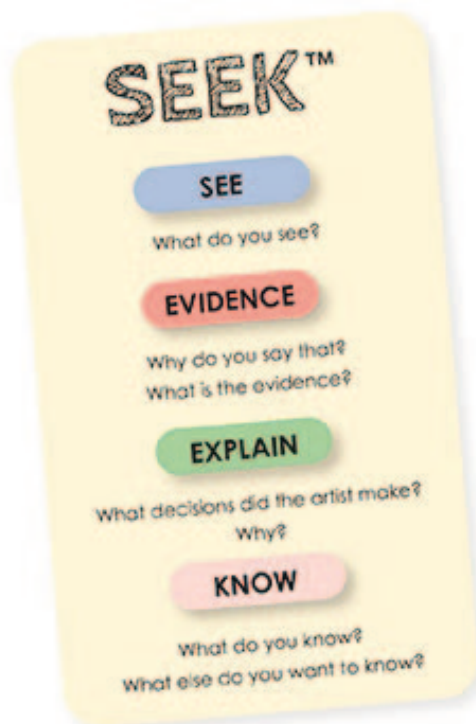 SEEK™
SEE
What do you see?
EVIDENCE
Why do you say that?
What is the evidence?
EXPLAIN
What decisions did the artist make?
Why?
KNOW
What do you know?
What else do you want to know?